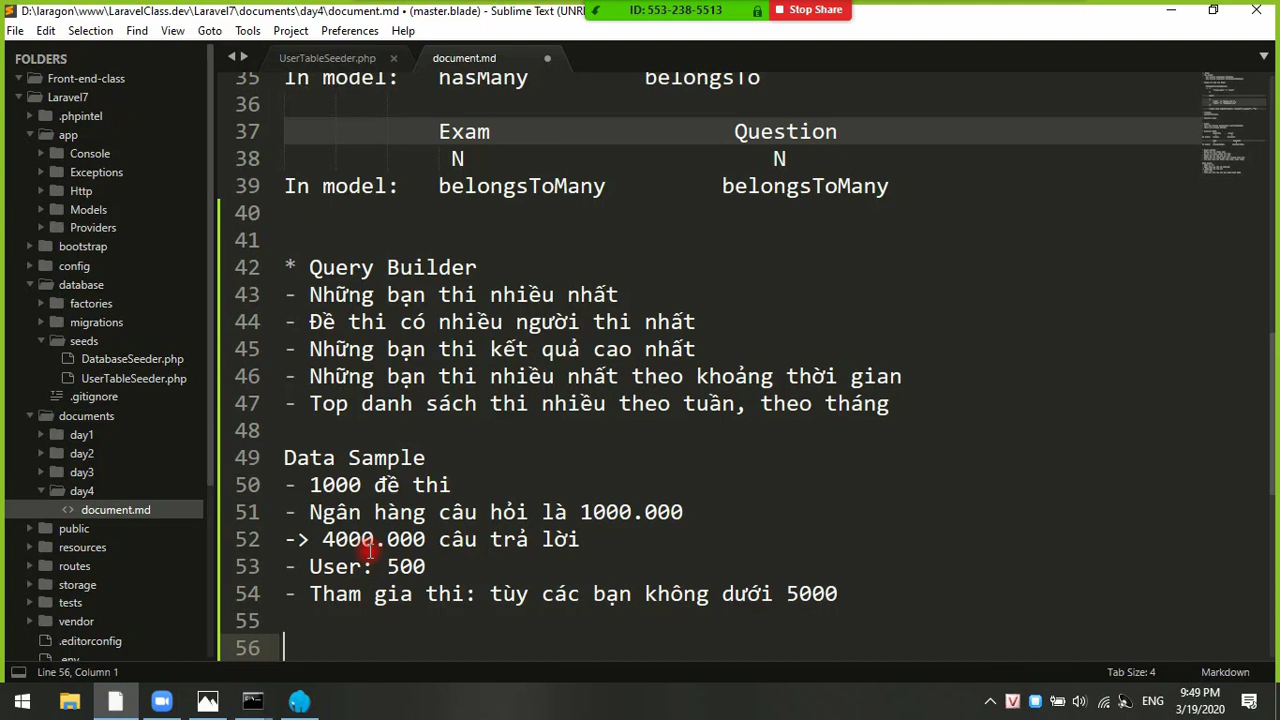 D:\laragon\www\LaravelClass.dev\Laravel7\documents\day4\document.md • (master.blade) - Sublime Text (UNRE
ID: 553-238-5513
Stop Share
File Edit Selection Find View Goto Tools Project Preferences Help
FOLDERS
Front-end-class
Laravel7
.phpintel
app
Console
Exceptions
Http
Models
Providers
bootstrap
config
database
factories
migrations
seeds
DatabaseSeeder.php
UserTableSeeder.php
.gitignore
documents
day1
day2
day3
day4
<> document.md
public
resources
routes
storage
tests
vendor
.editorconfig
.env
UserTableSeeder.php
document.md
35 In model: hasMany belongsTo
36
37 Exam Question
38 N N
39 In model: belongsToMany belongsToMany
40
41
42 * Query Builder
43 - Những bạn thi nhiều nhất
44 - Đề thi có nhiều người thi nhất
45 - Những bạn thi kết quả cao nhất
46 - Những bạn thi nhiều nhất theo khoảng thời gian
47 - Top danh sách thi nhiều theo tuần, theo tháng
48
49 Data Sample
50 - 1000 đề thi
51 - Ngân hàng câu hỏi là 1000.000
52 -> 4000.000 câu trả lời
53 - User: 500
54 - Tham gia thi: tùy các bạn không dưới 5000
55
56
Line 56, Column 1
Tab Size: 4
Markdown
ENG
9:49 PM
3/19/2020